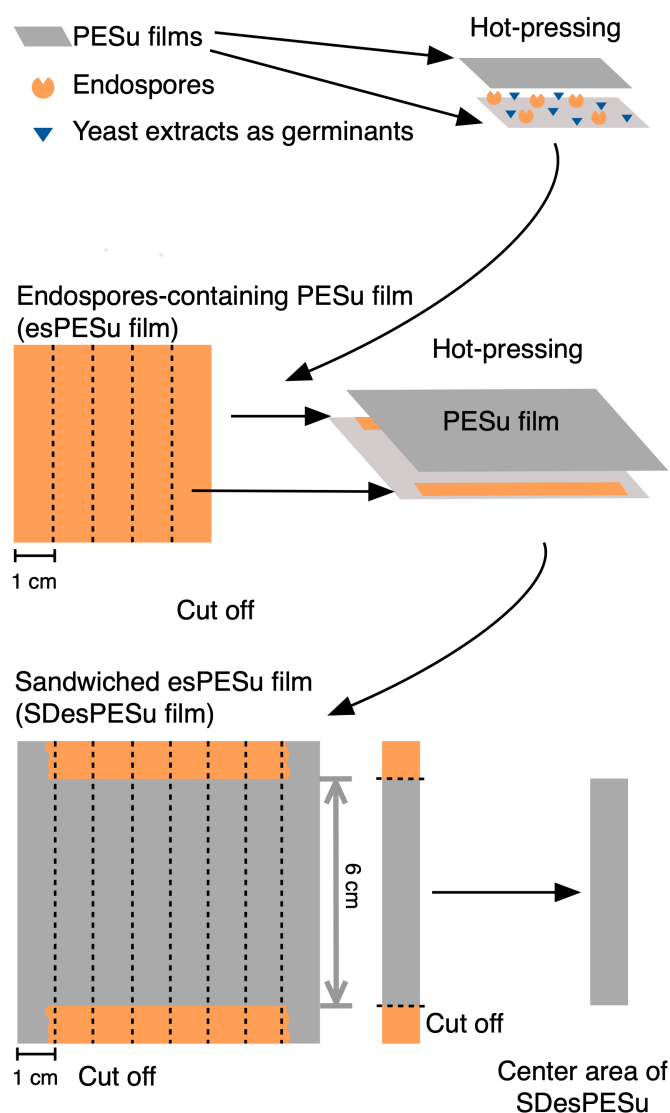 PESu films
Hot-pressing
Endospores
Yeast extracts as germinants
Endospores-containing PESu film
(esPESu film)
Hot-pressing
PESu film
1 cm
Cut off
Sandwiched esPESu film
(SDesPESu film)
6 cm
Cut off
1 cm
Cut off
Center area of
SDesPESu